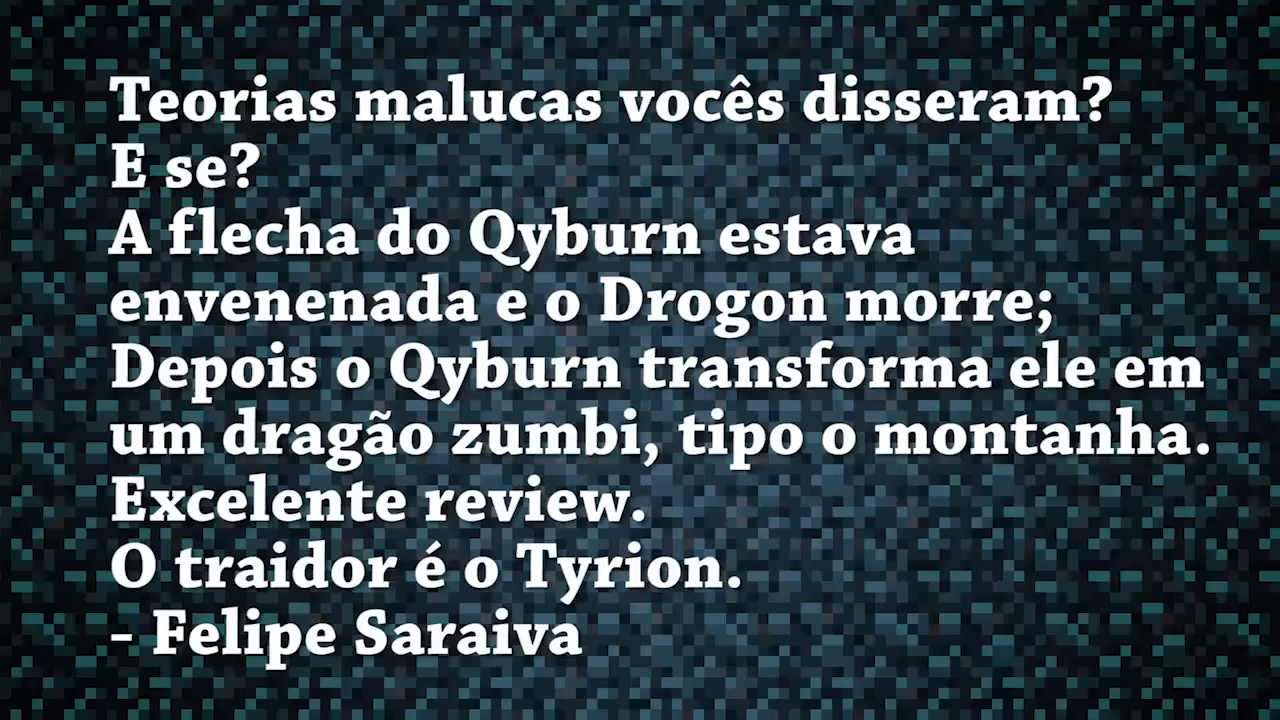 Teorias malucas vocês disseram?
E se?
A flecha do Qyburn estava
envenenada e o Drogon morre;
Depois o Qyburn transforma ele em
um dragão zumbi, tipo o montanha.
Excelente review.
O traidor é o Tyrion.
– Felipe Saraiva